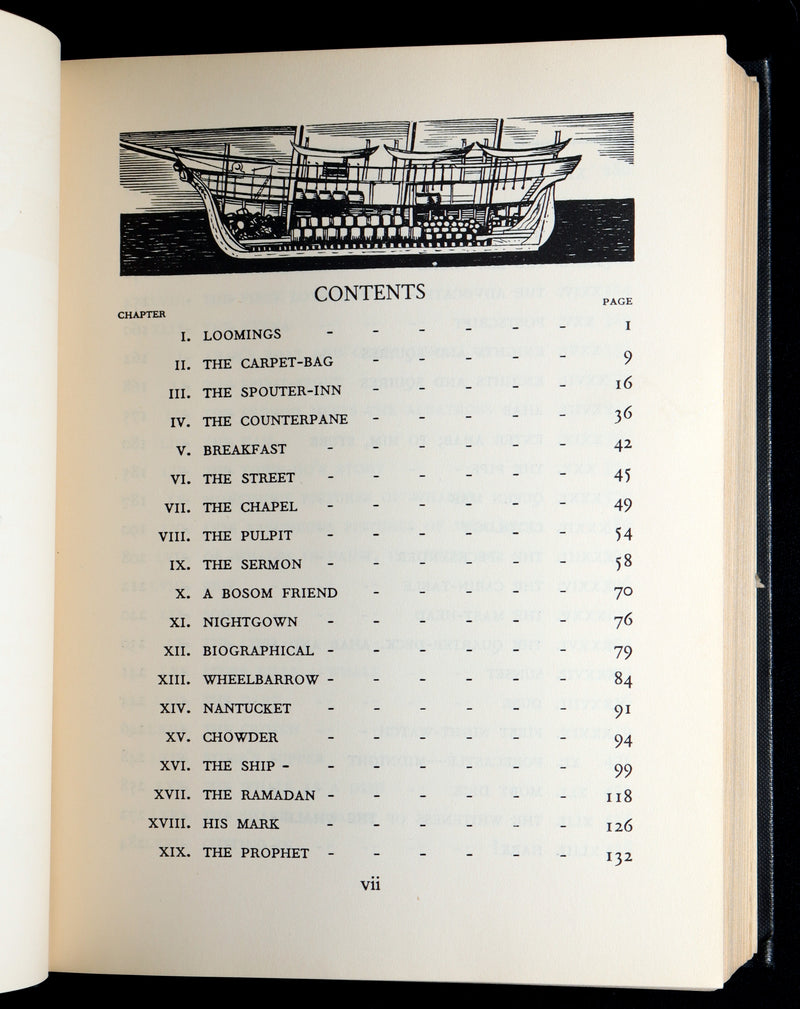 CONTENTS
CHAPTER PAGE
I. LOOMINGS - - - - - - 1
II. THE CARPET-BAG - - - - - 9
III. THE SPOUTER-INN - - - - - 16
IV. THE COUNTERPANE - - - - - 36
V. BREAKFAST - - - - - - 42
VI. THE STREET - - - - - - 45
VII. THE CHAPEL - - - - - - 49
VIII. THE PULPIT - - - - - - 54
IX. THE SERMON - - - - - - 58
X. A BOSOM FRIEND - - - - - 70
XI. NIGHTGOWN - - - - - - 76
XII. BIOGRAPHICAL - - - - - - 79
XIII. WHEELBARROW - - - - - - 84
XIV. NANTUCKET - - - - - - 91
XV. CHOWDER - - - - - - 94
XVI. THE SHIP - - - - - - - 99
XVII. THE RAMADAN - - - - - - 118
XVIII. HIS MARK - - - - - - 126
XIX. THE PROPHET - - - - - - 132
vii